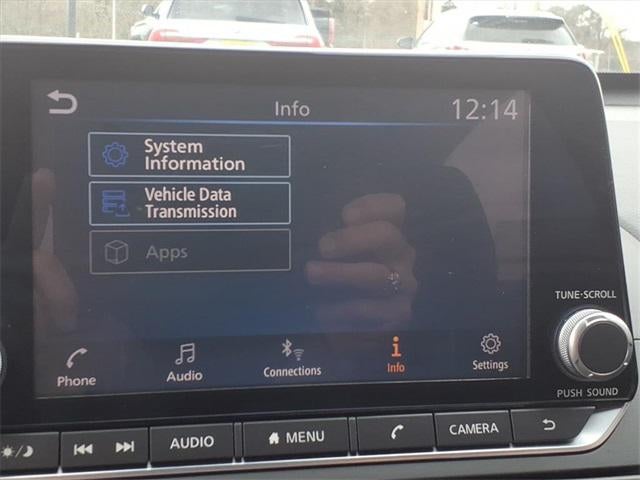 Info
12:14
System
Information
Vehicle Data
Transmission
Apps
Phone
Audio
Connections
Info
Settings
TUNE·SCROLL
PUSH SOUND
AUDIO
MENU
CAMERA